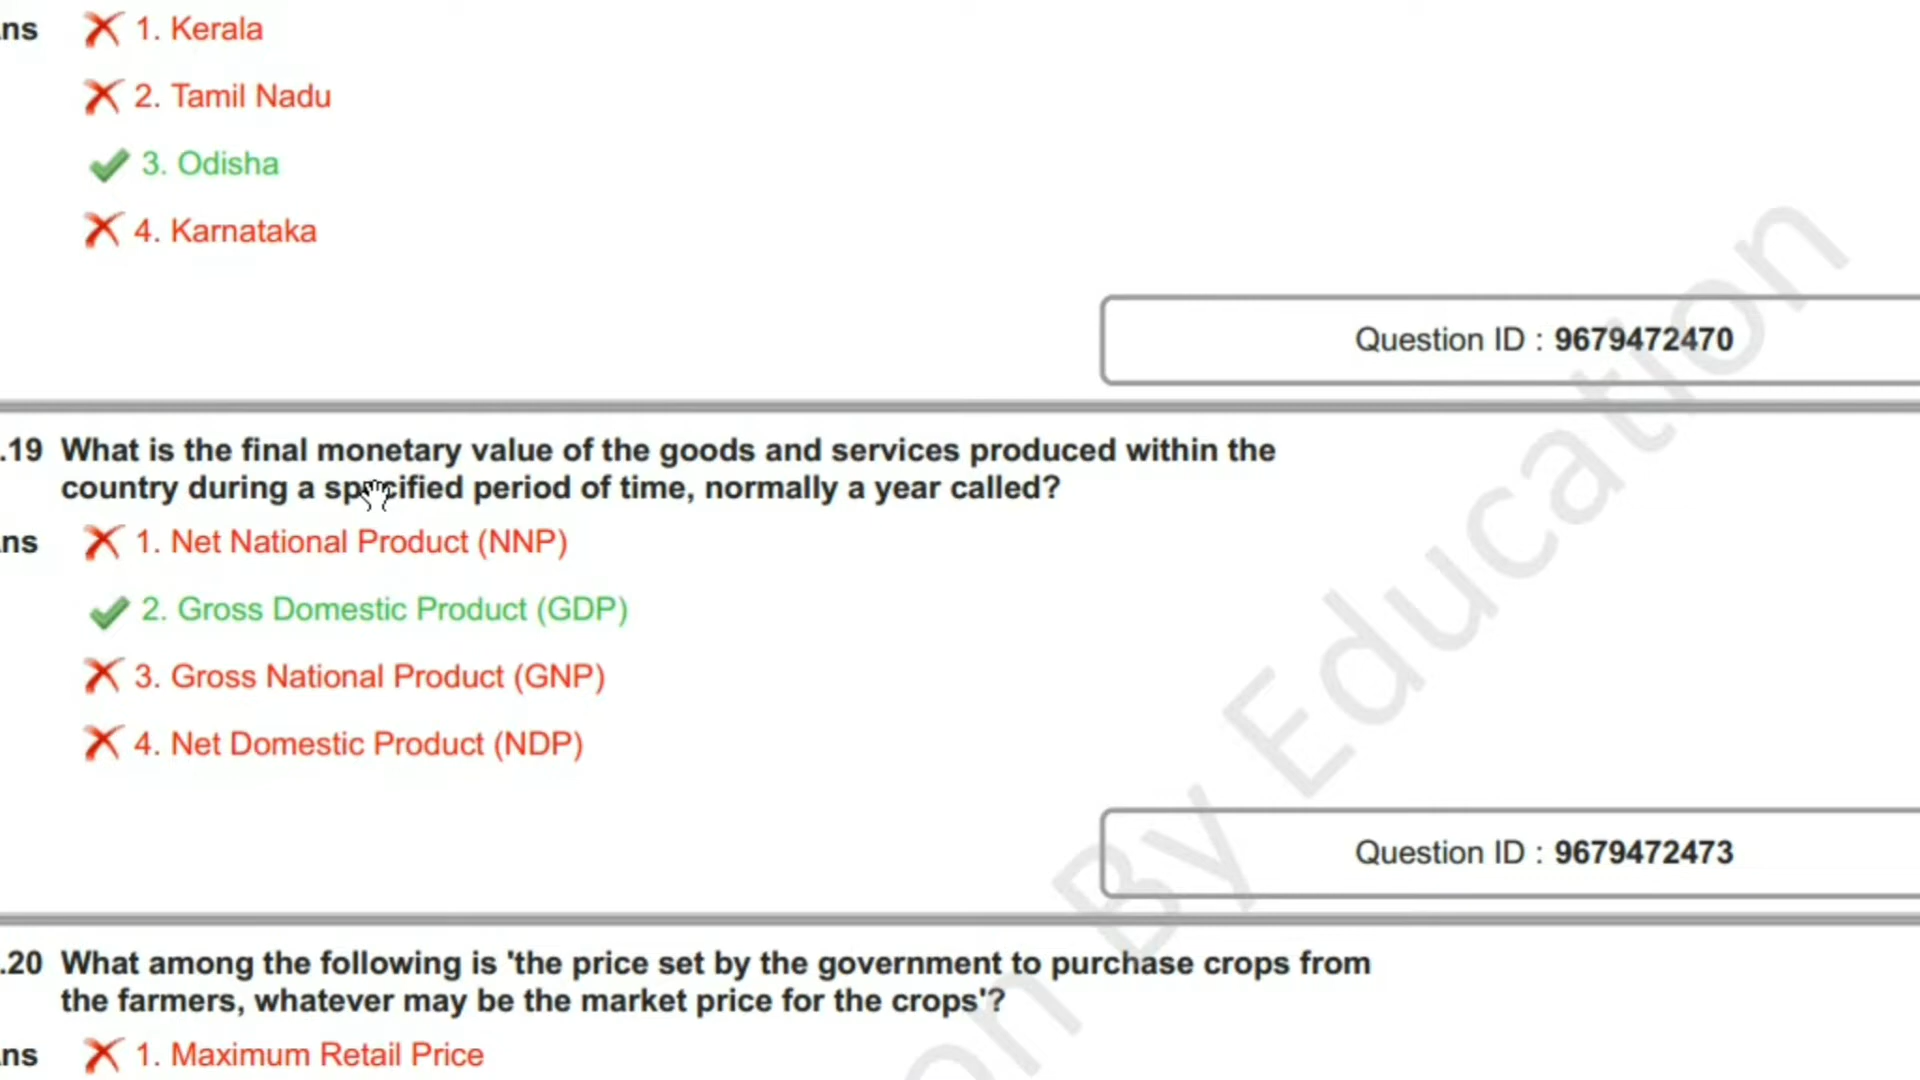 ns 1. Kerala
2. Tamil Nadu
3. Odisha
4. Karnataka
Question ID : 9679472470
.19 What is the final monetary value of the goods and services produced within the
country during a specified period of time, normally a year called?
ns 1. Net National Product (NNP)
2. Gross Domestic Product (GDP)
3. Gross National Product (GNP)
4. Net Domestic Product (NDP)
Question ID : 9679472473
.20 What among the following is 'the price set by the government to purchase crops from
the farmers, whatever may be the market price for the crops'?
ns 1. Maximum Retail Price
on By Education